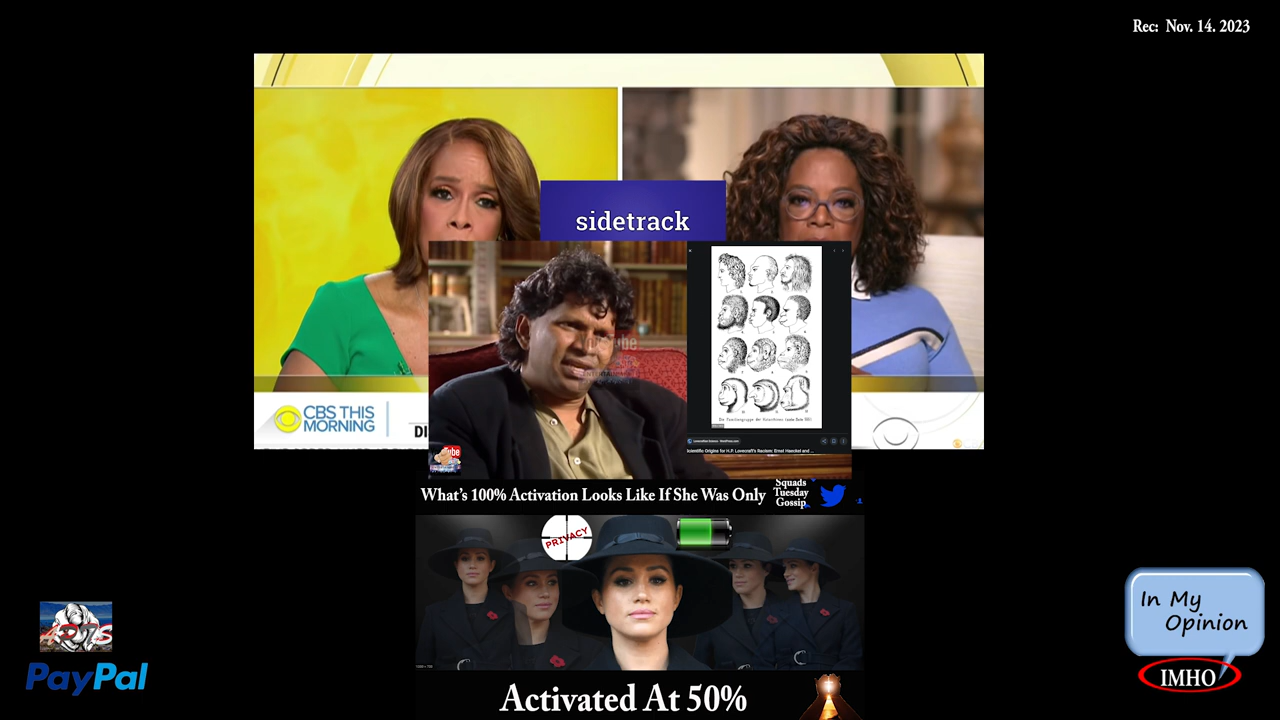 Rec: Nov. 14. 2023
sidetrack
CBS THIS
MORNING
DI
What's 100% Activation Looks Like If She Was Only
Squads
Tuesday
Gossip
PRIVACY
Activated At 50%
PayPal
In My
Opinion
IMHO